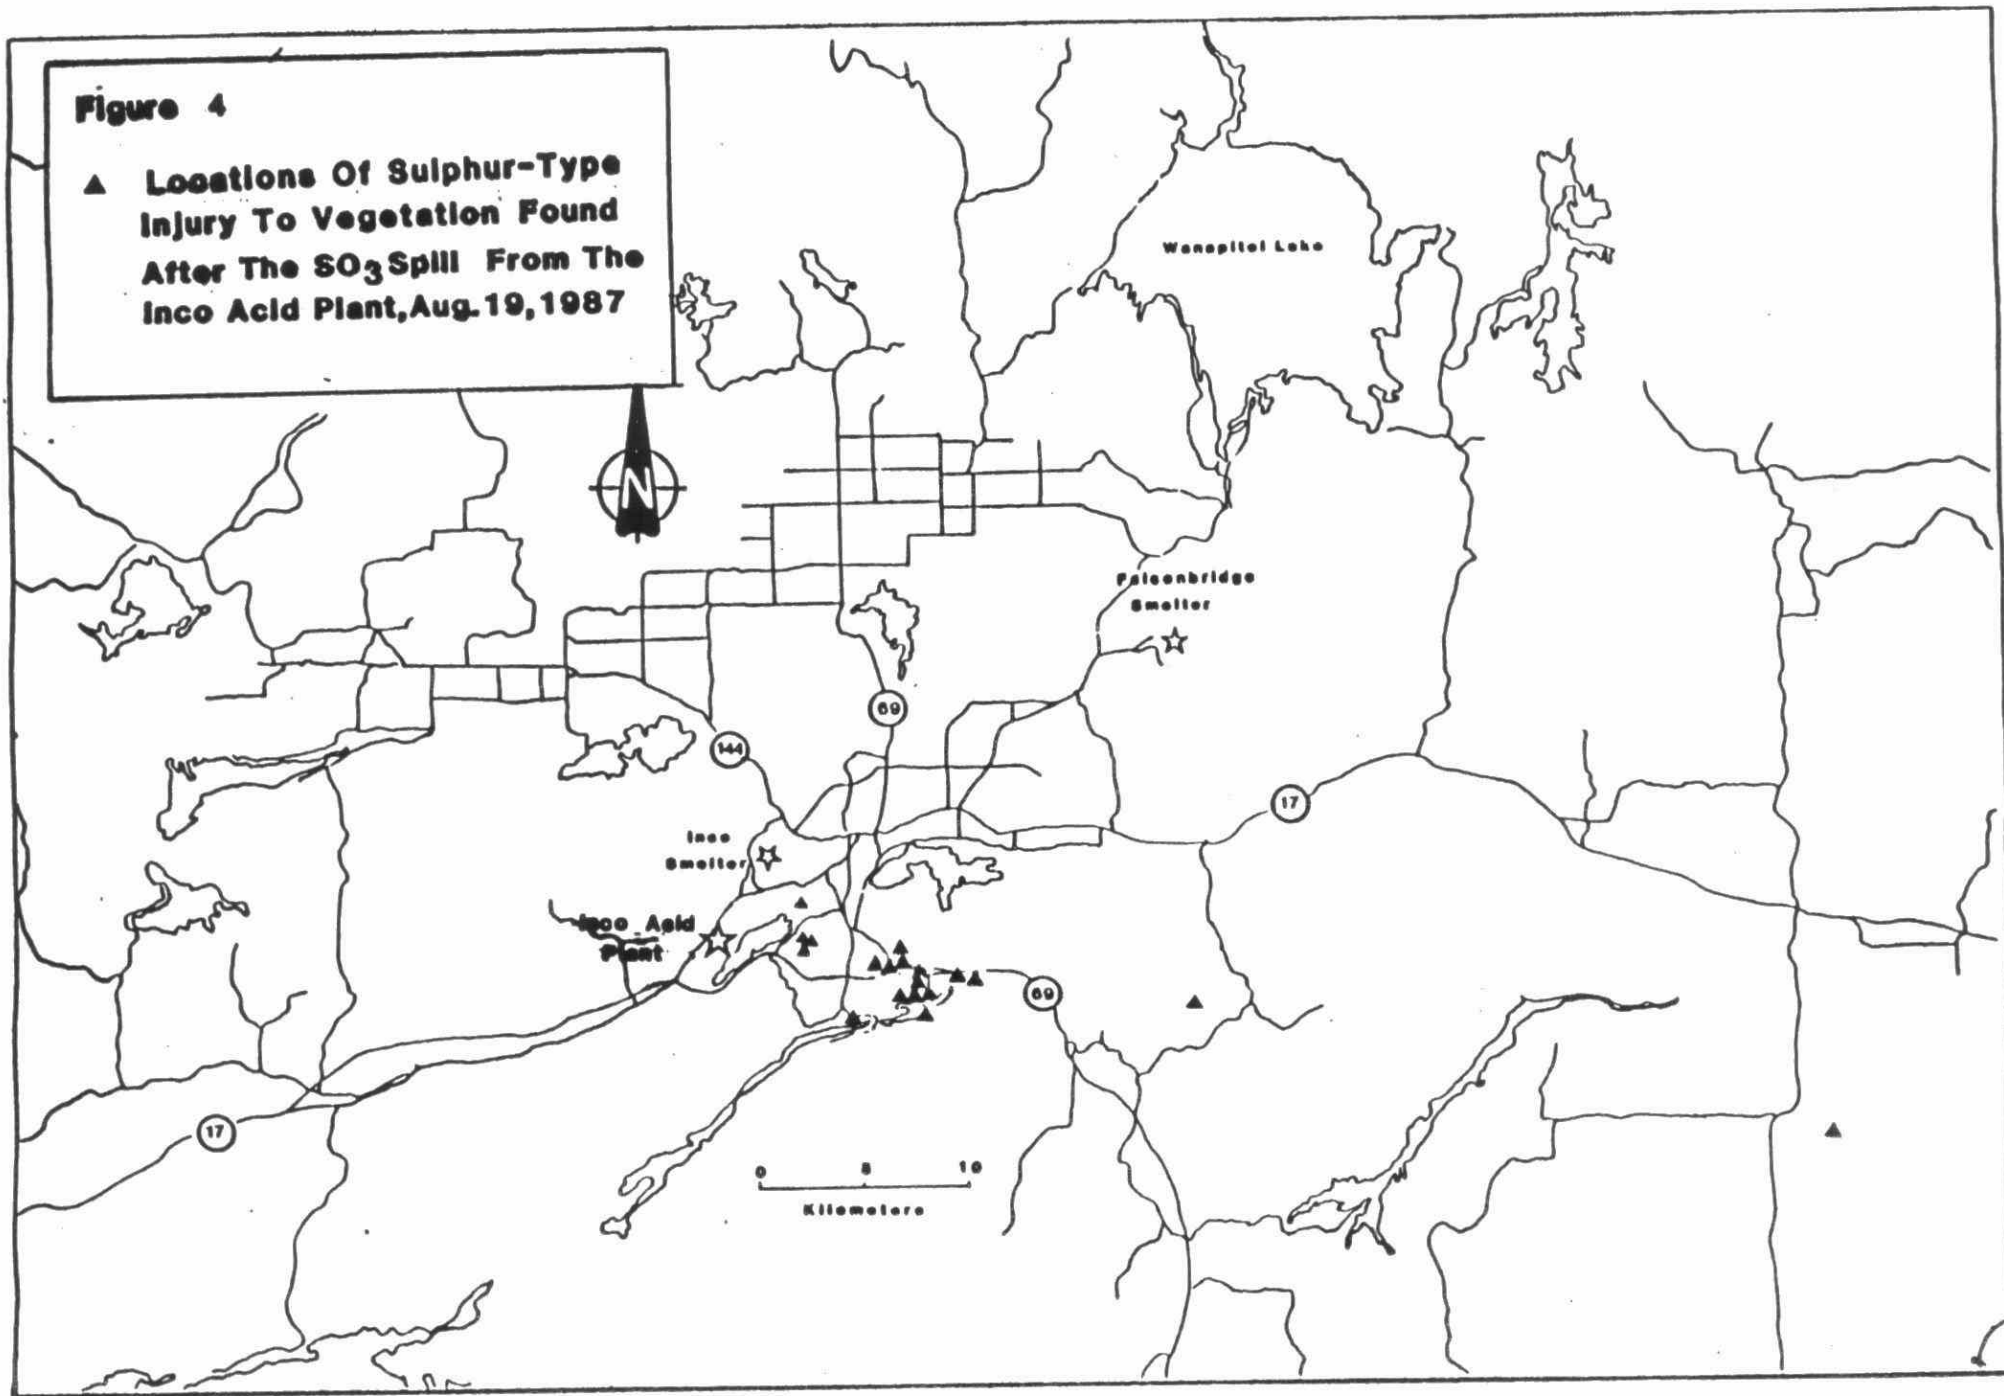 Figure 4
▲ Locations Of Sulphur-Type
Injury To Vegetation Found
After The SO3 Spill From The
Inco Acid Plant, Aug. 19, 1987
Wanapitei Lake
N
Falconbridge
Smelter
69
144
17
Inco
Smelter
Inco Acid
Plant
69
17
0 5 10
Kilometers